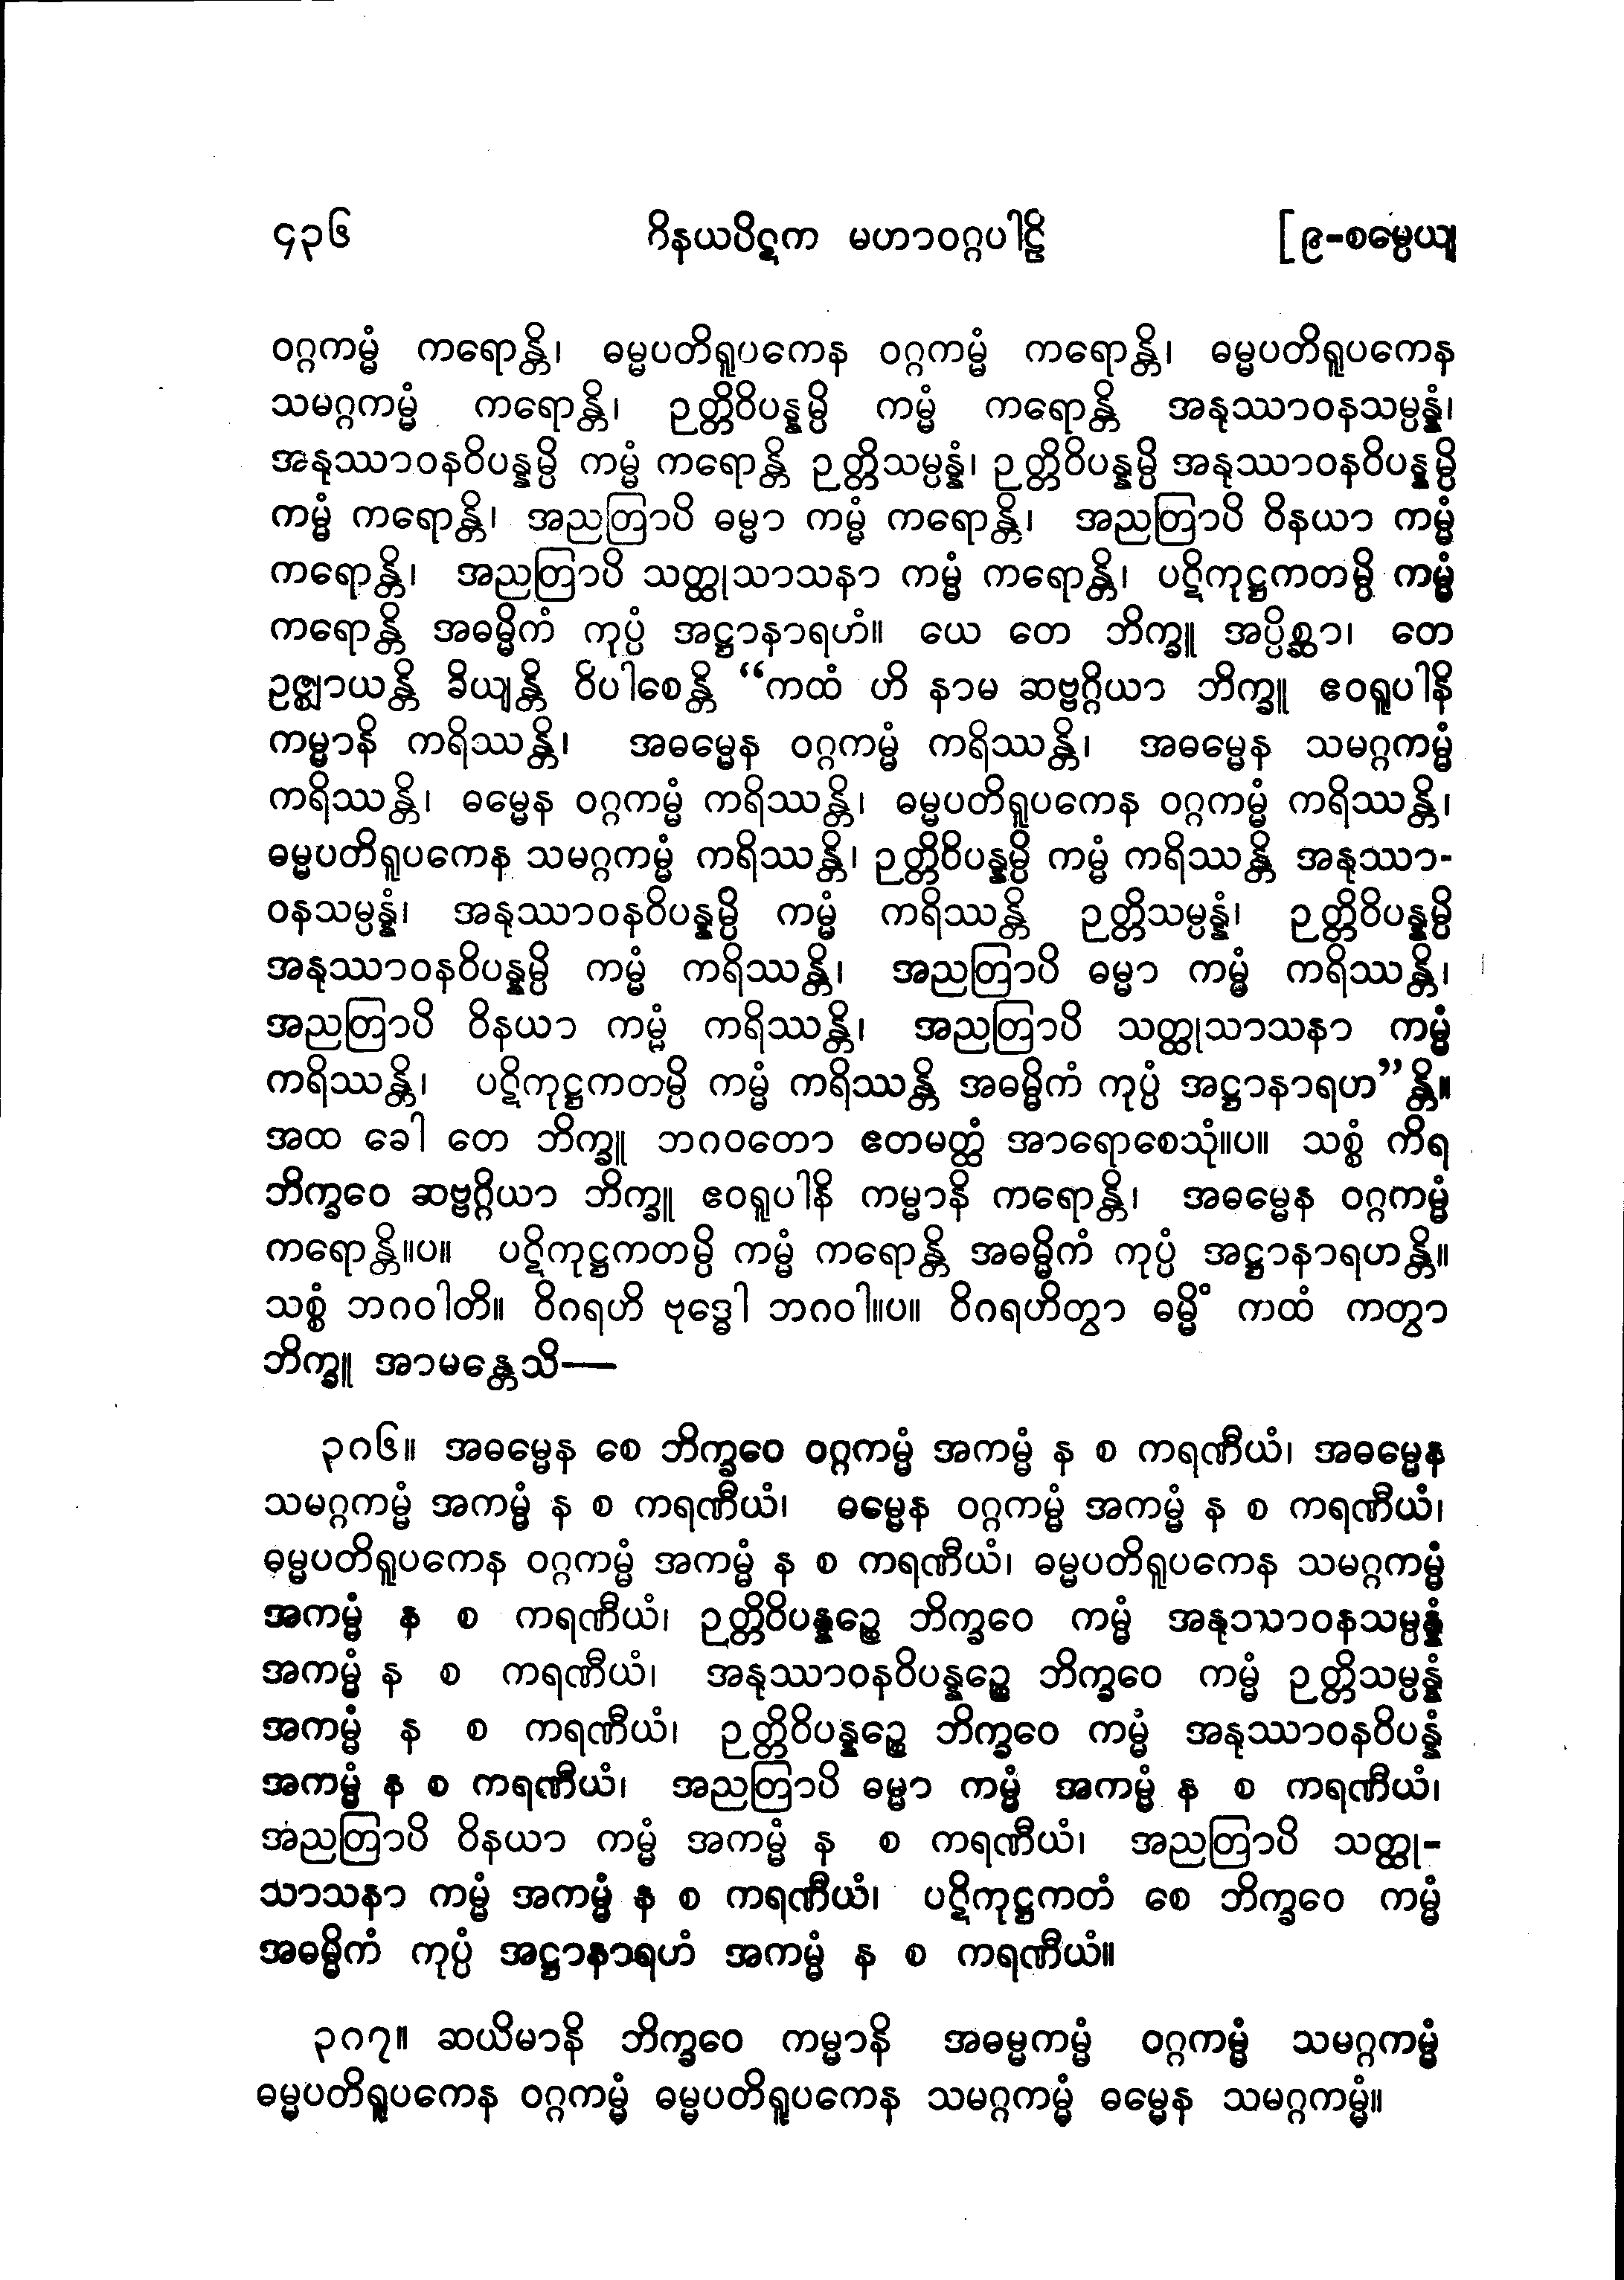 ၄၃၆ ဝိနယပိဋက မဟာဝဂ္ဂပါဠိ [၉-စမ္ပေယျ
ဝဂ္ဂကမ္မံ ကရောန္တိ၊ ဓမ္မပတိရူပကေန ဝဂ္ဂကမ္မံ ကရောန္တိ၊ ဓမ္မပတိရူပကေန
သမဂ္ဂကမ္မံ ကရောန္တိ၊ ဉတ္တိဝိပန္နမ္ပိ ကမ္မံ ကရောန္တိ အနုဿာဝနသမ္ပန္နံ၊
အနုဿာဝနဝိပန္နမ္ပိ ကမ္မံ ကရောန္တိ ဉတ္တိသမ္ပန္နံ၊ ဉတ္တိဝိပန္နမ္ပိ အနုဿာဝနဝိပန္နမ္ပိ
ကမ္မံ ကရောန္တိ၊ အညတြာပိ ဓမ္မာ ကမ္မံ ကရောန္တိ၊ အညတြာပိ ဝိနယာ ကမ္မံ
ကရောန္တိ၊ အညတြာပိ သတ္ထုသာသနာ ကမ္မံ ကရောန္တိ၊ ပဋိကုဋ္ဌကတမ္ပိ ကမ္မံ
ကရောန္တိ အဓမ္မိကံ ကုပ္ပံ အဋ္ဌာနာရဟံ။ ယေ တေ ဘိက္ခူ အပ္ပိစ္ဆာ၊ တေ
ဥဇ္ဈာယန္တိ ခိယျန္တိ ဝိပါစေန္တိ “ကထံ ဟိ နာမ ဆဗ္ဗဂ္ဂိယာ ဘိက္ခူ ဧဝရူပါနိ
ကမ္မာနိ ကရိဿန္တိ၊ အဓမ္မေန ဝဂ္ဂကမ္မံ ကရိဿန္တိ၊ အဓမ္မေန သမဂ္ဂကမ္မံ
ကရိဿန္တိ၊ ဓမ္မေန ဝဂ္ဂကမ္မံ ကရိဿန္တိ၊ ဓမ္မပတိရူပကေန ဝဂ္ဂကမ္မံ ကရိဿန္တိ၊
ဓမ္မပတိရူပကေန သမဂ္ဂကမ္မံ ကရိဿန္တိ၊ ဉတ္တိဝိပန္နမ္ပိ ကမ္မံ ကရိဿန္တိ အနုဿာ-
ဝနသမ္ပန္နံ၊ အနုဿာဝနဝိပန္နမ္ပိ ကမ္မံ ကရိဿန္တိ ဉတ္တိသမ္ပန္နံ၊ ဉတ္တိဝိပန္နမ္ပိ
အနုဿာဝနဝိပန္နမ္ပိ ကမ္မံ ကရိဿန္တိ၊ အညတြာပိ ဓမ္မာ ကမ္မံ ကရိဿန္တိ၊
အညတြာပိ ဝိနယာ ကမ္မံ ကရိဿန္တိ၊ အညတြာပိ သတ္ထုသာသနာ ကမ္မံ
ကရိဿန္တိ၊ ပဋိကုဋ္ဌကတမ္ပိ ကမ္မံ ကရိဿန္တိ အဓမ္မိကံ ကုပ္ပံ အဋ္ဌာနာရဟ”န္တိ။
အထ ခေါ တေ ဘိက္ခူ ဘဂဝတော ဧတမတ္ထံ အာရောစေသုံ။ပ။ သစ္စံ ကိရ
ဘိက္ခဝေ ဆဗ္ဗဂ္ဂိယာ ဘိက္ခူ ဧဝရူပါနိ ကမ္မာနိ ကရောန္တိ၊ အဓမ္မေန ဝဂ္ဂကမ္မံ
ကရောန္တိ။ပ။ ပဋိကုဋ္ဌကတမ္ပိ ကမ္မံ ကရောန္တိ အဓမ္မိကံ ကုပ္ပံ အဋ္ဌာနာရဟန္တိ။
သစ္စံ ဘဂဝါတိ။ ဝိဂရဟိ ဗုဒ္ဓေါ ဘဂဝါ။ပ။ ဝိဂရဟိတွာ ဓမ္မိံ ကထံ ကတွာ
ဘိက္ခူ အာမန္တေသိ—
၃၈၆။ အဓမ္မေန စေ ဘိက္ခဝေ ဝဂ္ဂကမ္မံ အကမ္မံ န စ ကရဏီယံ၊ အဓမ္မေန
သမဂ္ဂကမ္မံ အကမ္မံ န စ ကရဏီယံ၊ ဓမ္မေန ဝဂ္ဂကမ္မံ အကမ္မံ န စ ကရဏီယံ၊
ဓမ္မပတိရူပကေန ဝဂ္ဂကမ္မံ အကမ္မံ န စ ကရဏီယံ၊ ဓမ္မပတိရူပကေန သမဂ္ဂကမ္မံ
အကမ္မံ န စ ကရဏီယံ၊ ဉတ္တိဝိပန္နဉ္စေ ဘိက္ခဝေ ကမ္မံ အနုဿာဝနသမ္ပန္နံ
အကမ္မံ န စ ကရဏီယံ၊ အနုဿာဝနဝိပန္နဉ္စေ ဘိက္ခဝေ ကမ္မံ ဉတ္တိသမ္ပန္နံ
အကမ္မံ န စ ကရဏီယံ၊ ဉတ္တိဝိပန္နဉ္စေ ဘိက္ခဝေ ကမ္မံ အနုဿာဝနဝိပန္နံ
အကမ္မံ န စ ကရဏီယံ၊ အညတြာပိ ဓမ္မာ ကမ္မံ အကမ္မံ န စ ကရဏီယံ၊
အညတြာပိ ဝိနယာ ကမ္မံ အကမ္မံ န စ ကရဏီယံ၊ အညတြာပိ သတ္ထု-
သာသနာ ကမ္မံ အကမ္မံ န စ ကရဏီယံ၊ ပဋိကုဋ္ဌကတံ စေ ဘိက္ခဝေ ကမ္မံ
အဓမ္မိကံ ကုပ္ပံ အဋ္ဌာနာရဟံ အကမ္မံ န စ ကရဏီယံ။
၃၈၇။ ဆယိမာနိ ဘိက္ခဝေ ကမ္မာနိ အဓမ္မကမ္မံ ဝဂ္ဂကမ္မံ သမဂ္ဂကမ္မံ
ဓမ္မပတိရူပကေန ဝဂ္ဂကမ္မံ ဓမ္မပတိရူပကေန သမဂ္ဂကမ္မံ ဓမ္မေန သမဂ္ဂကမ္မံ။